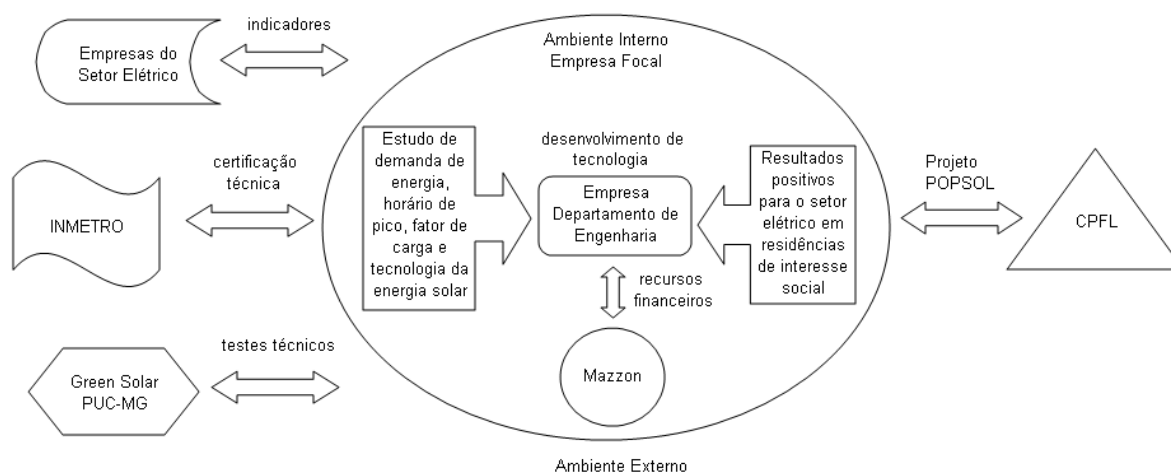 indicadores
Empresas do
Setor Elétrico
Ambiente Interno
Empresa Focal
certificação
técnica
INMETRO
Estudo de
demanda de
energia,
horário de
pico, fator de
carga e
tecnologia da
energia solar
desenvolvimento de
tecnologia
Empresa
Departamento de
Engenharia
recursos
financeiros
Mazzon
Resultados
positivos
para o setor
elétrico em
residências
de interesse
social
Projeto
POPSOL
CPFL
testes técnicos
Green Solar
PUC-MG
Ambiente Externo